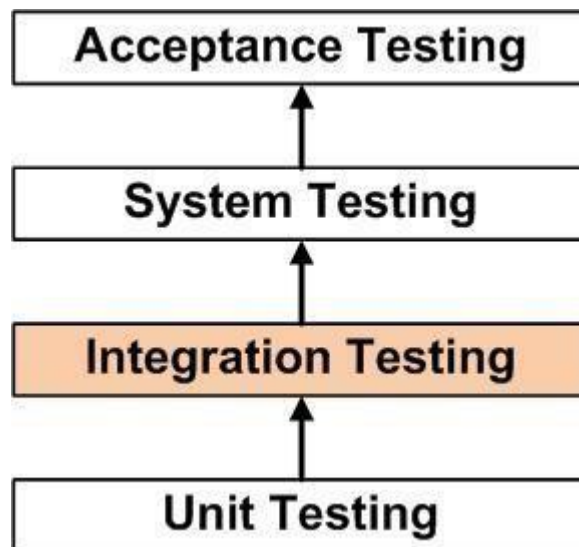 Acceptance Testing
System Testing
Integration Testing
Unit Testing